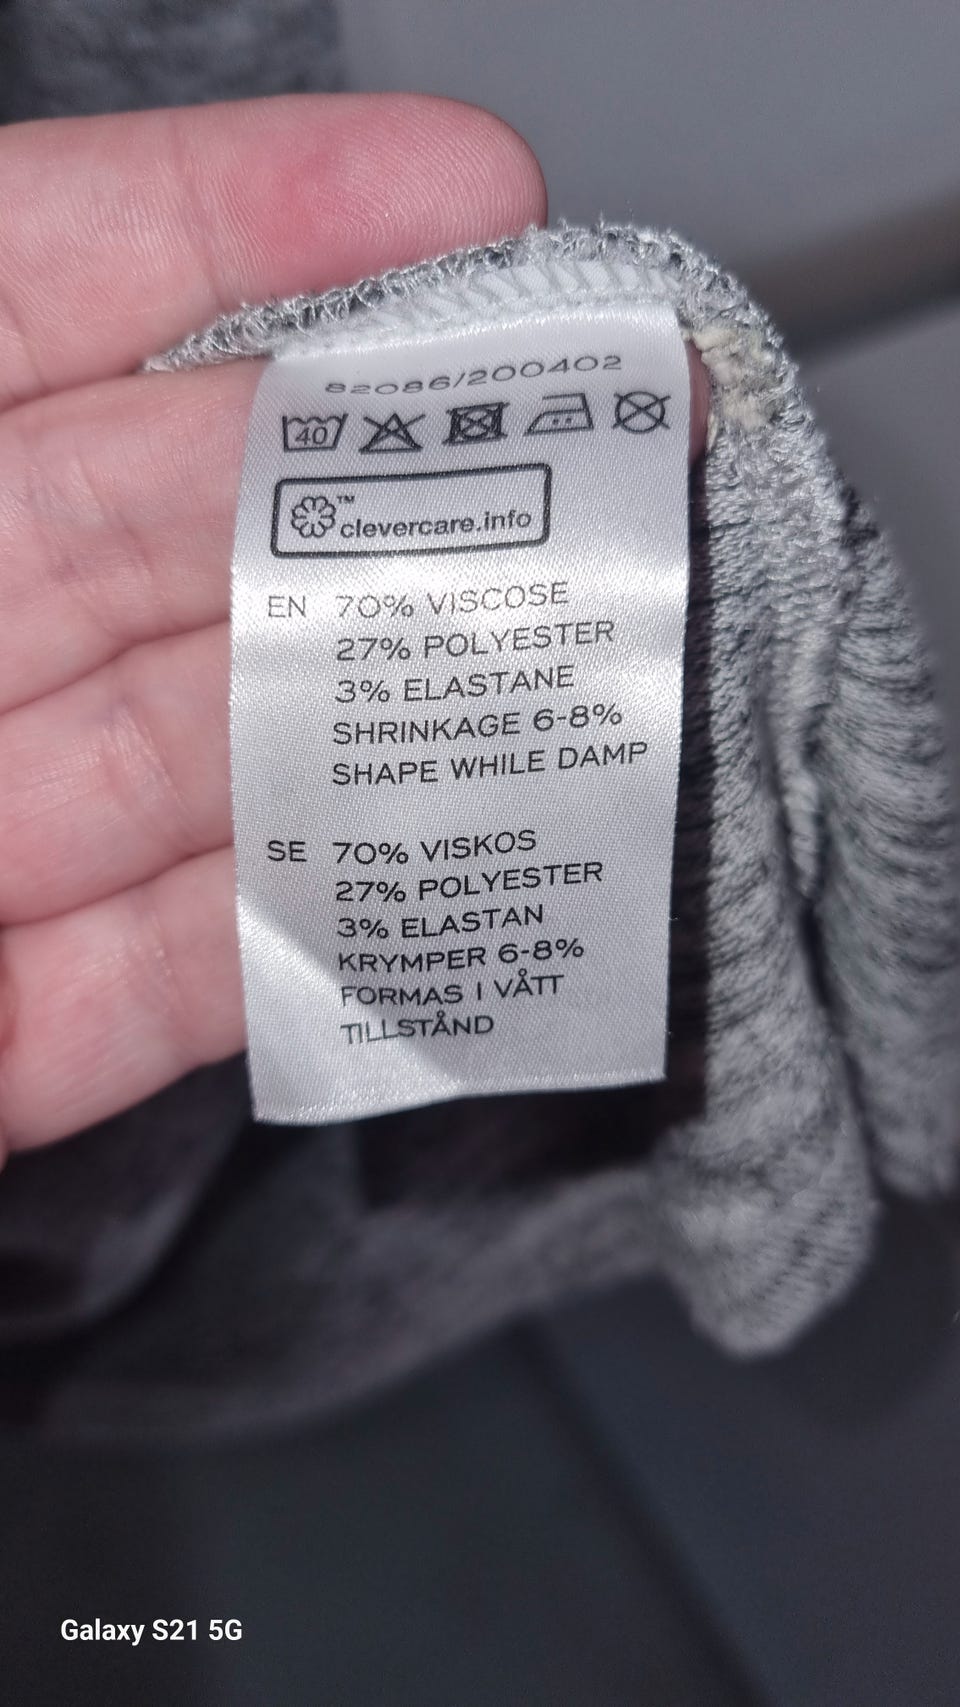 82086/200402
40
™
clevercare.info
EN 70% VISCOSE
27% POLYESTER
3% ELASTANE
SHRINKAGE 6-8%
SHAPE WHILE DAMP
SE 70% VISKOS
27% POLYESTER
3% ELASTAN
KRYMPER 6-8%
FORMAS I VÅTT
TILLSTÅND
Galaxy S21 5G